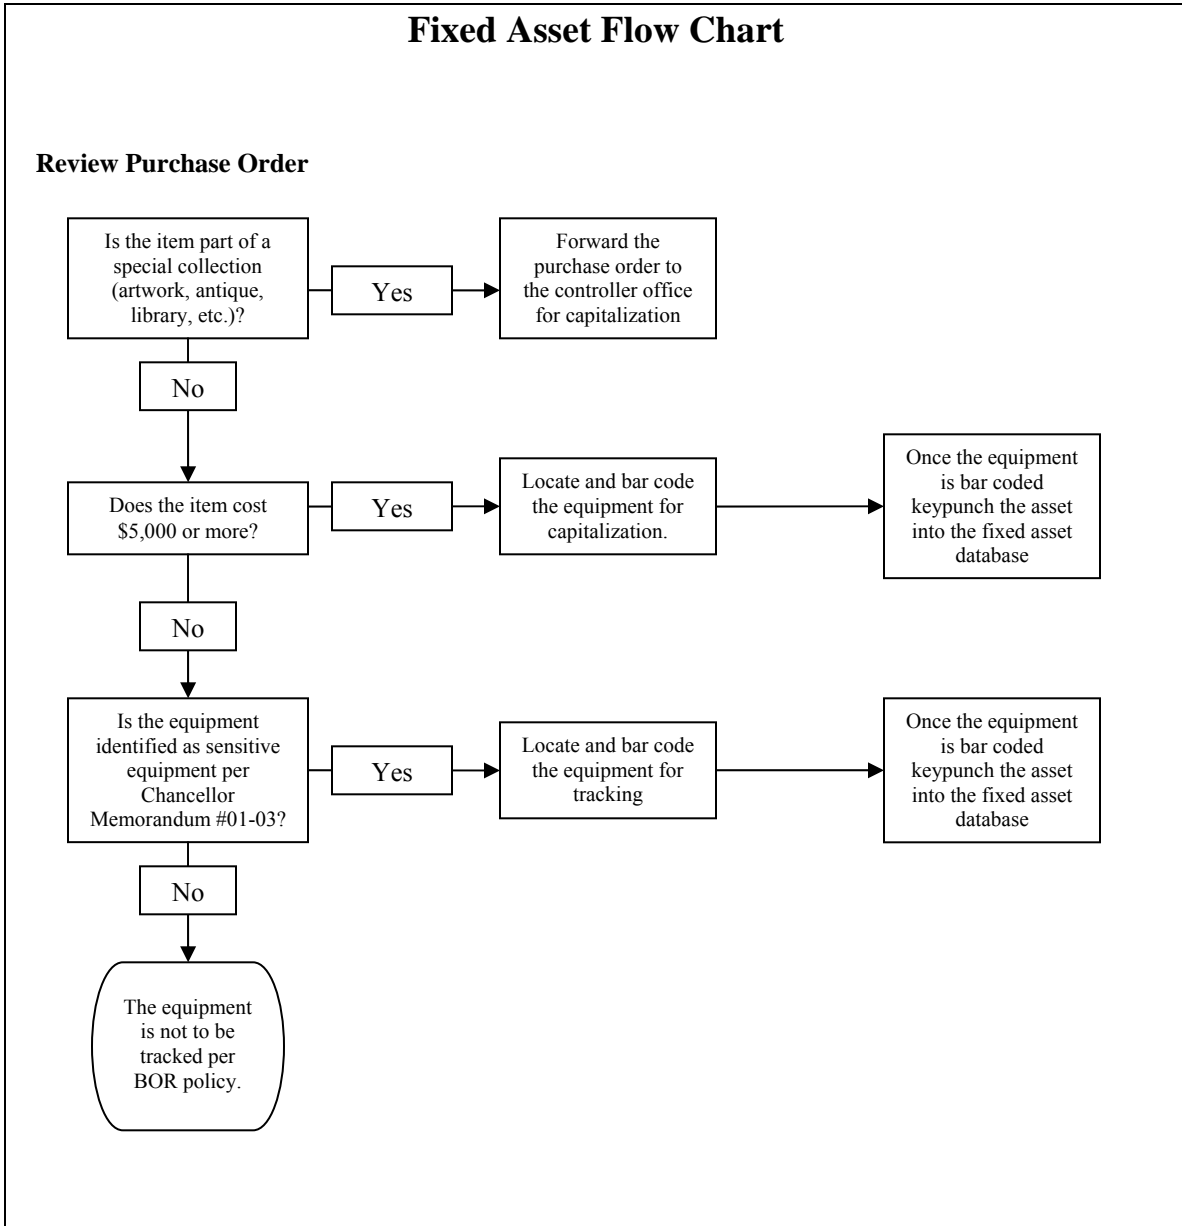 Fixed Asset Flow Chart
Review Purchase Order
Is the item part of a
special collection
(artwork, antique,
library, etc.)?
Yes
Forward the
purchase order to
the controller office
for capitalization
No
Does the item cost
$5,000 or more?
Yes
Locate and bar code
the equipment for
capitalization.
Once the equipment
is bar coded
keypunch the asset
into the fixed asset
database
No
Is the equipment
identified as sensitive
equipment per
Chancellor
Memorandum #01-03?
Yes
Locate and bar code
the equipment for
tracking
Once the equipment
is bar coded
keypunch the asset
into the fixed asset
database
No
The equipment
is not to be
tracked per
BOR policy.